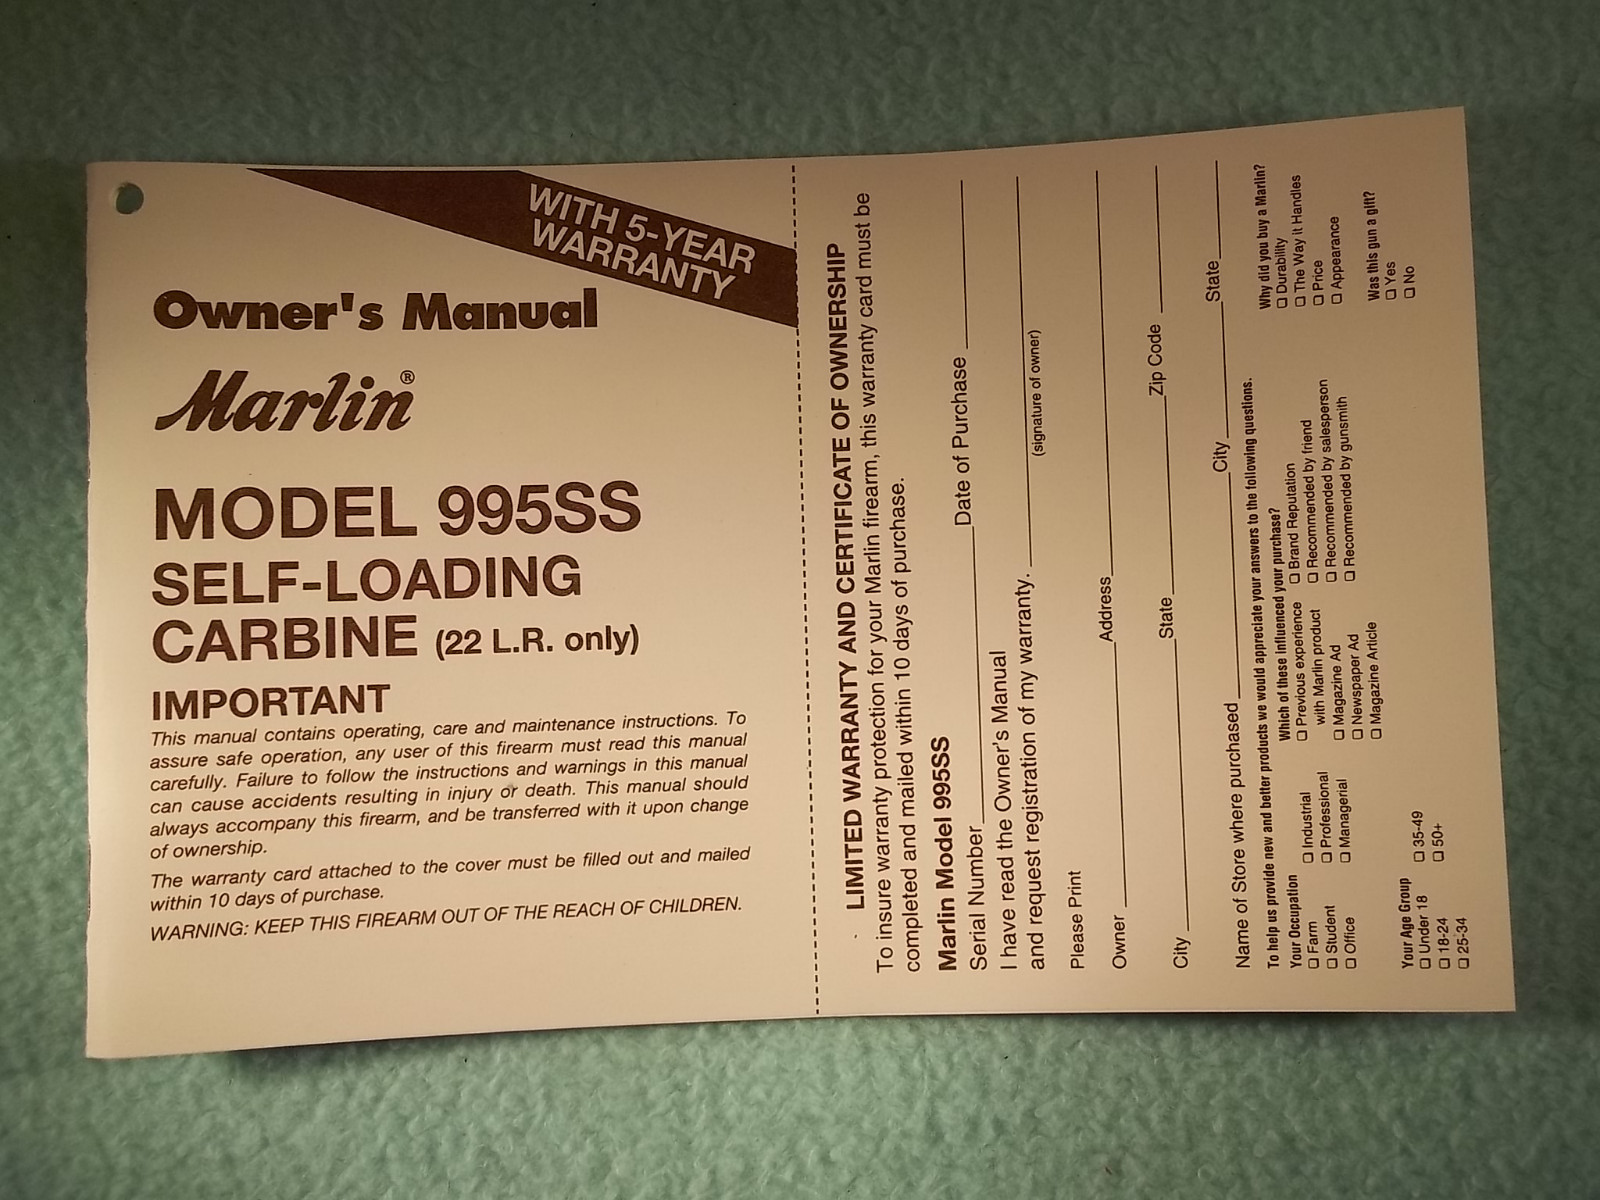 WITH 5-YEAR
WARRANTY
Owner's Manual
Marlin®
MODEL 995SS
SELF-LOADING
CARBINE (22 L.R. only)
IMPORTANT
This manual contains operating, care and maintenance instructions. To
assure safe operation, any user of this firearm must read this manual
carefully. Failure to follow the instructions and warnings in this manual
can cause accidents resulting in injury or death. This manual should
always accompany this firearm, and be transferred with it upon change
of ownership.
The warranty card attached to the cover must be filled out and mailed
within 10 days of purchase.
WARNING: KEEP THIS FIREARM OUT OF THE REACH OF CHILDREN.
LIMITED WARRANTY AND CERTIFICATE OF OWNERSHIP
To insure warranty protection for your Marlin firearm, this warranty card must be
completed and mailed within 10 days of purchase.
Marlin Model 995SS
Serial Number Date of Purchase
I have read the Owner's Manual
and request registration of my warranty.
(signature of owner)
Please Print
Owner Address
City State Zip Code
Name of Store where purchased City State
To help us provide new and better products we would appreciate your answers to the following questions.
Your Occupation
Farm
Student
Office
Industrial
Professional
Managerial
Your Age Group
Under 18
18-24
25-34
35-49
50+
Which of these influenced your purchase?
Previous experience
with Marlin product
Magazine Ad
Newspaper Ad
Magazine Article
Brand Reputation
Recommended by friend
Recommended by salesperson
Recommended by gunsmith
Why did you buy a Marlin?
Durability
The Way it Handles
Price
Appearance
Was this gun a gift?
Yes
No